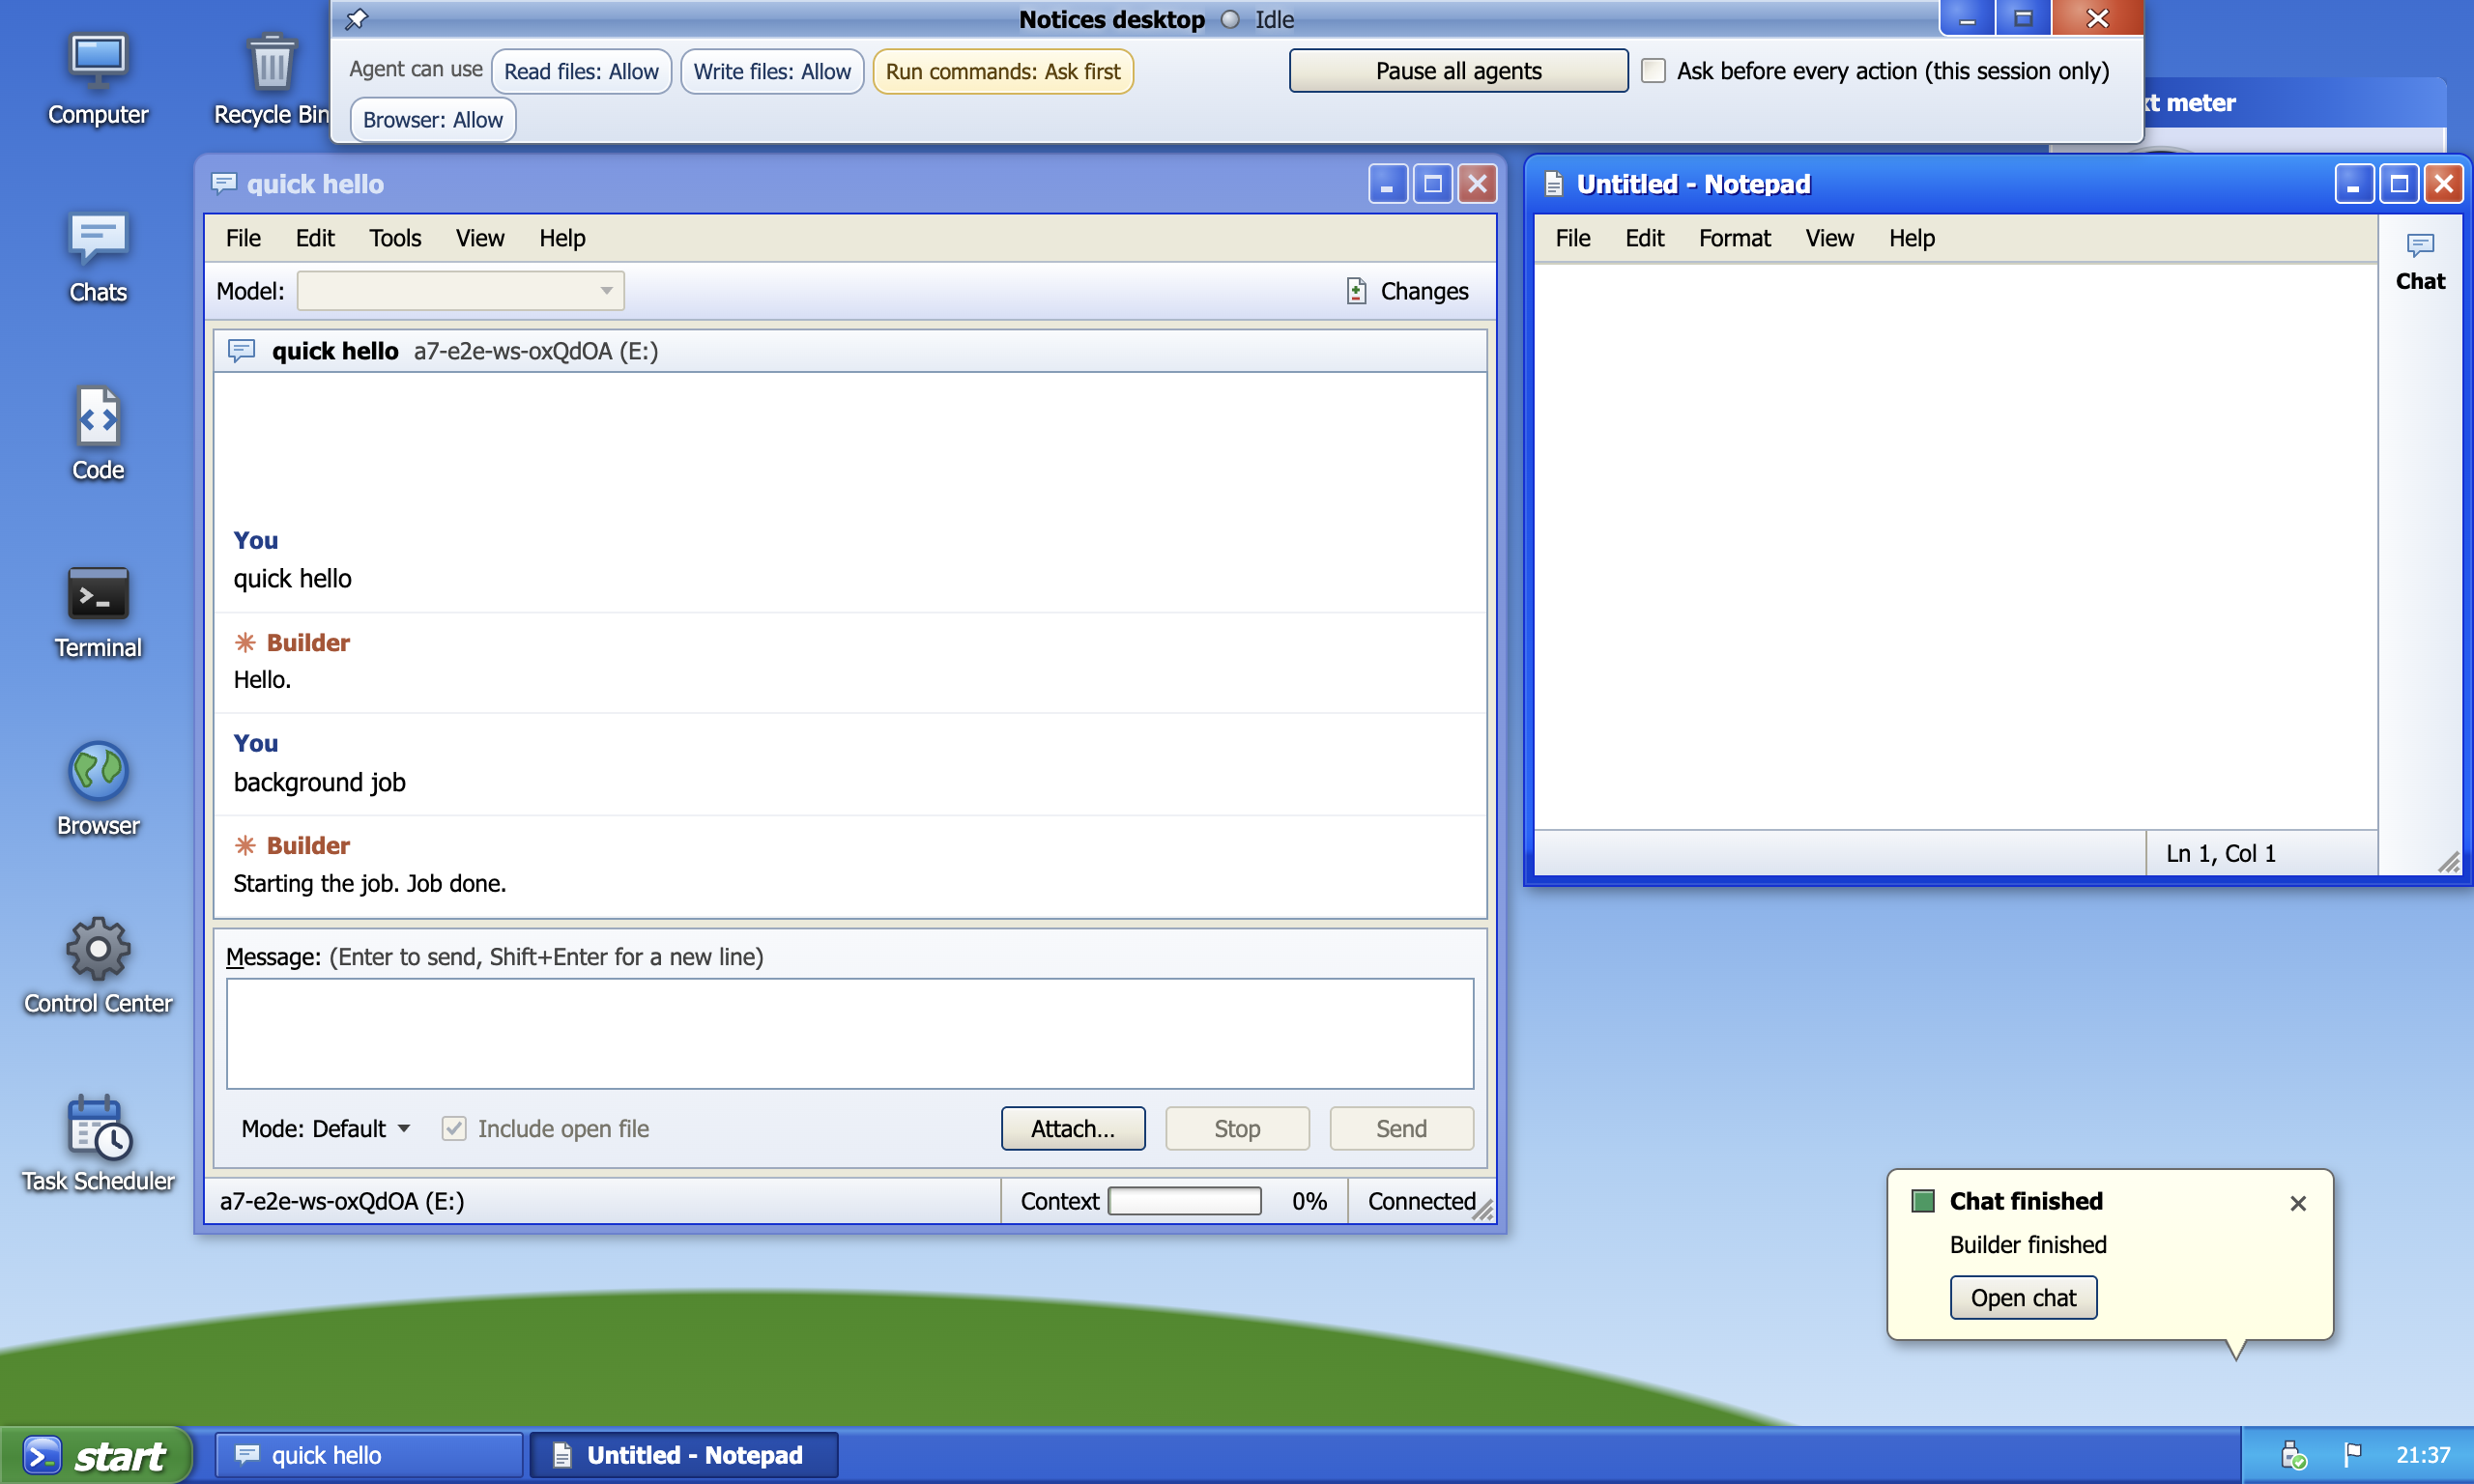 Notices desktop Idle
Agent can use Read files: Allow Write files: Allow Run commands: Ask first Pause all agents Ask before every action (this session only)
Browser: Allow
Computer
Recycle Bin
Chats
Code
Terminal
Browser
Control Center
Task Scheduler
meter
quick hello
File Edit Tools View Help
Model: Changes
quick hello a7-e2e-ws-oxQdOA (E:)
You
quick hello
Builder
Hello.
You
background job
Builder
Starting the job. Job done.
Message: (Enter to send, Shift+Enter for a new line)
Mode: Default Include open file Attach... Stop Send
a7-e2e-ws-oxQdOA (E:) Context 0% Connected
Untitled - Notepad
File Edit Format View Help
Chat
Ln 1, Col 1
Chat finished
Builder finished
Open chat
start quick hello Untitled - Notepad 21:37